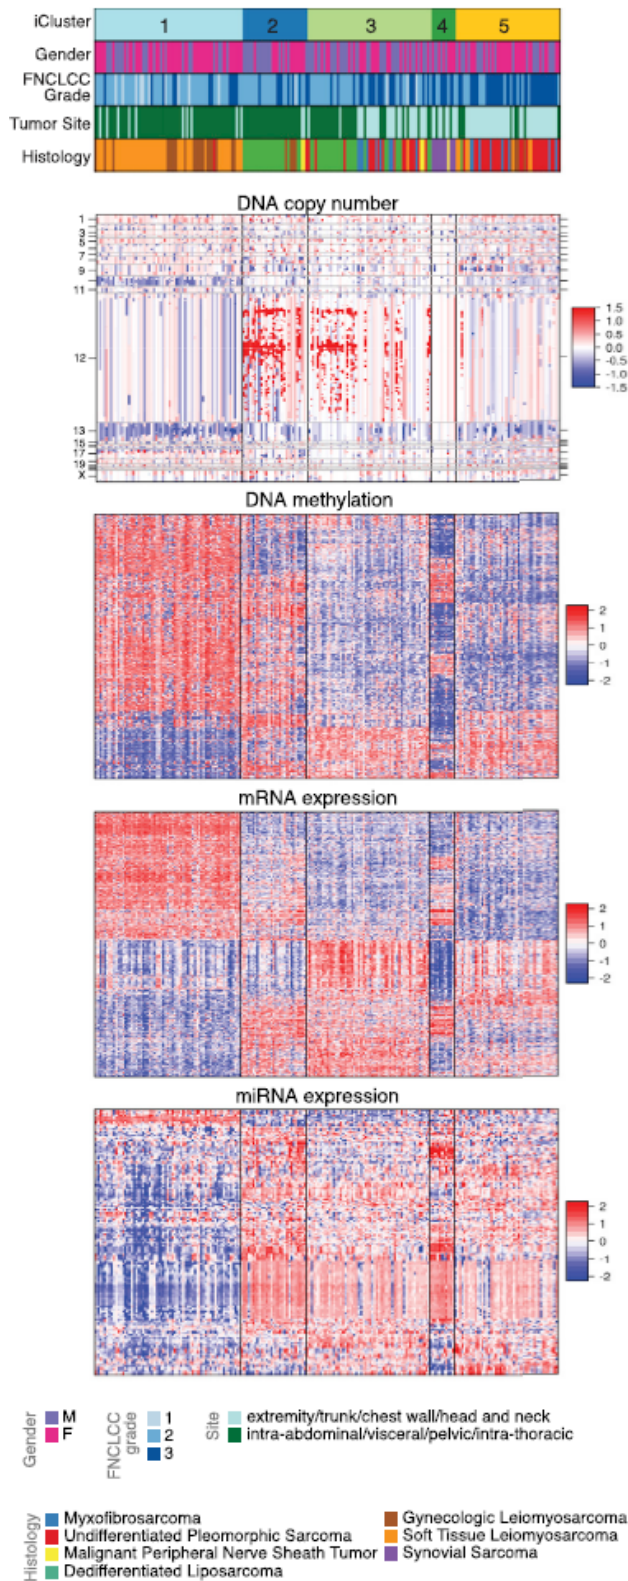 iCluster 1 2 3 4 5
Gender
FNCLCC
Grade
Tumor Site
Histology
DNA copy number
1
3
5
7
9
11
12
13
15
17
19
X
1.5
1.0
0.5
0.0
-0.5
-1.0
-1.5
DNA methylation
2
1
0
-1
-2
mRNA expression
2
1
0
-1
-2
miRNA expression
2
1
0
-1
-2
Gender
M
F
FNCLCC
grade
1
2
3
Site
extremity/trunk/chest wall/head and neck
intra-abdominal/visceral/pelvic/intra-thoracic
Histology
Myxofibrosarcoma
Undifferentiated Pleomorphic Sarcoma
Malignant Peripheral Nerve Sheath Tumor
Dedifferentiated Liposarcoma
Gynecologic Leiomyosarcoma
Soft Tissue Leiomyosarcoma
Synovial Sarcoma